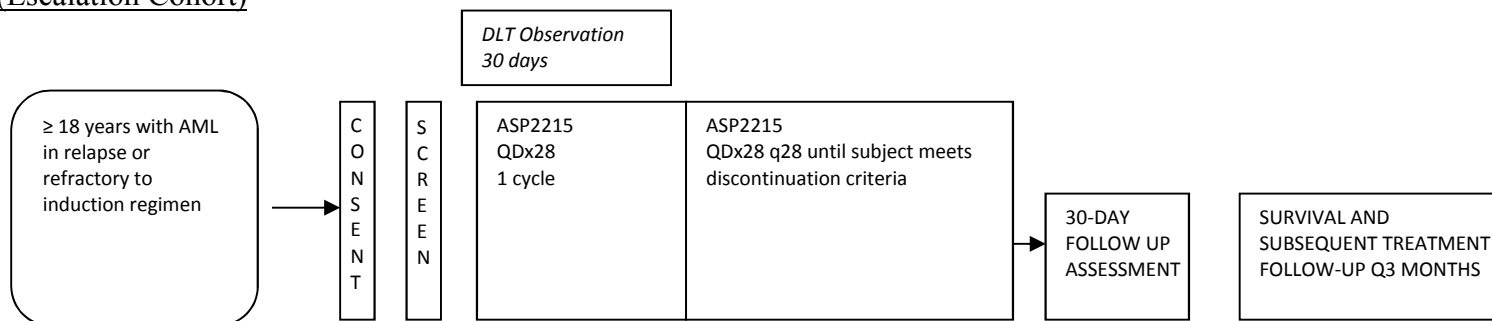 (Escalation Cohort)
DLT Observation
30 days
≥ 18 years with AML
in relapse or
refractory to
induction regimen
CONSENT
SCREEN
ASP2215
QDx28
1 cycle
ASP2215
QDx28 q28 until subject meets
discontinuation criteria
30-DAY
FOLLOW UP
ASSESSMENT
SURVIVAL AND
SUBSEQUENT TREATMENT
FOLLOW-UP Q3 MONTHS